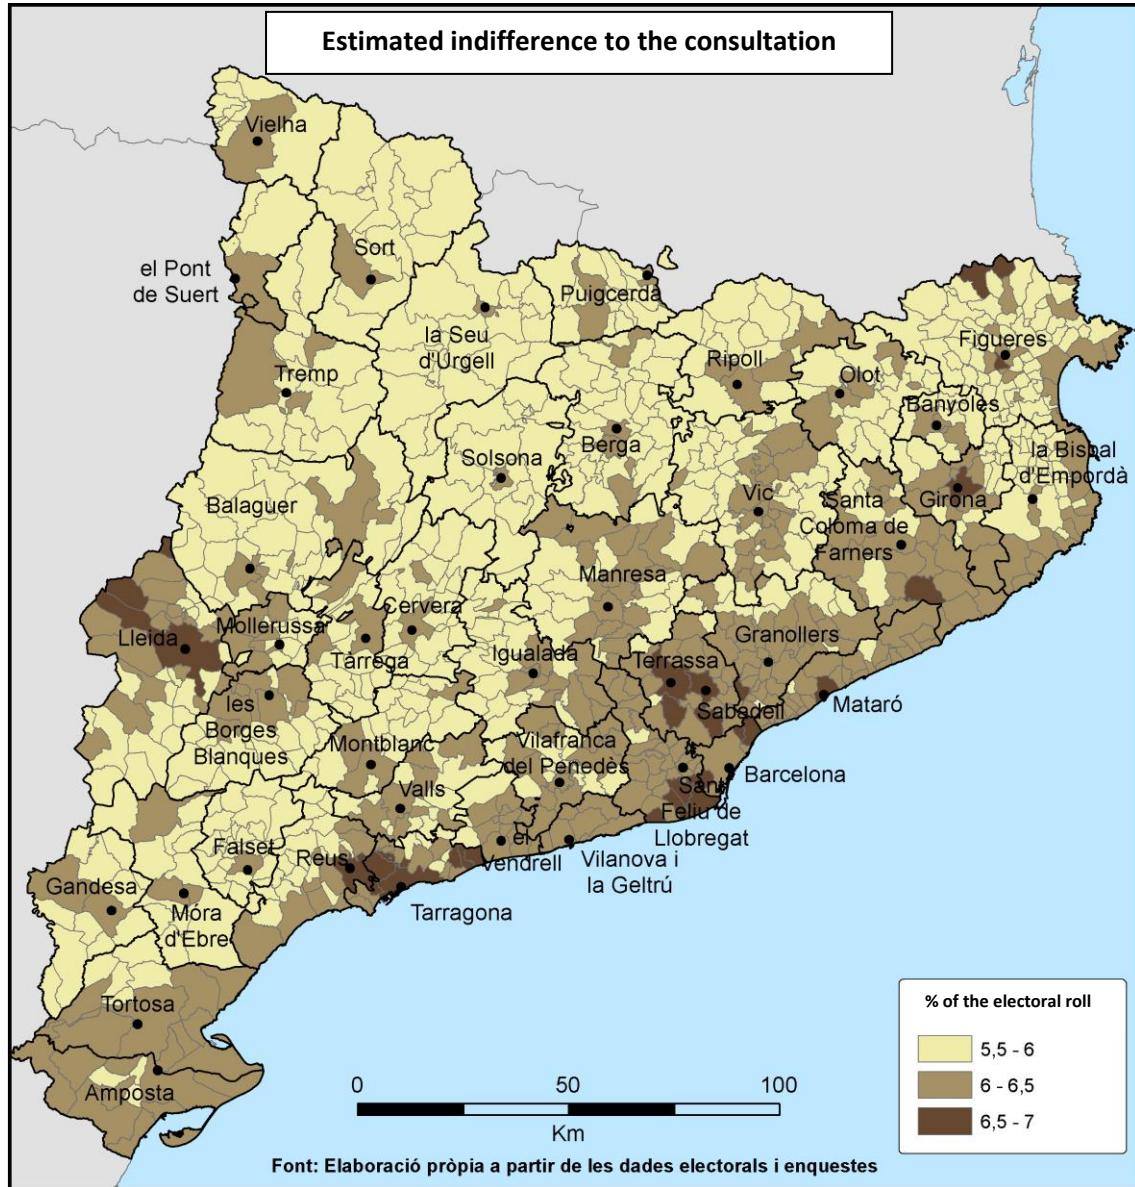 Estimated indifference to the consultation
Vielha
Sort
el Pont
de Suert
Puigcerdà
la Seu
d'Urgell
Tremp
Ripoll
Olot
Figueres
Banyoles
la Bisbal
d'Empordà
Berga
Solsona
Balaguer
Vic
Santa
Coloma de
Farners
Girona
Manresa
Cervera
Mollerussa
Lleida
Tàrrega
Igualada
Granollers
Terrassa
Sabadell
Mataró
les
Borges
Blanques
Montblanc
Vilafranca
del Penedès
Barcelona
Sant
Feliu de
Llobregat
Valls
el
Vendrell
Vilanova i
la Geltrú
Falset
Reus
Tarragona
Gandesa
Móra
d'Ebre
Tortosa
Amposta
% of the electoral roll
5,5 - 6
6 - 6,5
6,5 - 7
0 50 100
Km
Font: Elaboració pròpia a partir de les dades electorals i enquestes